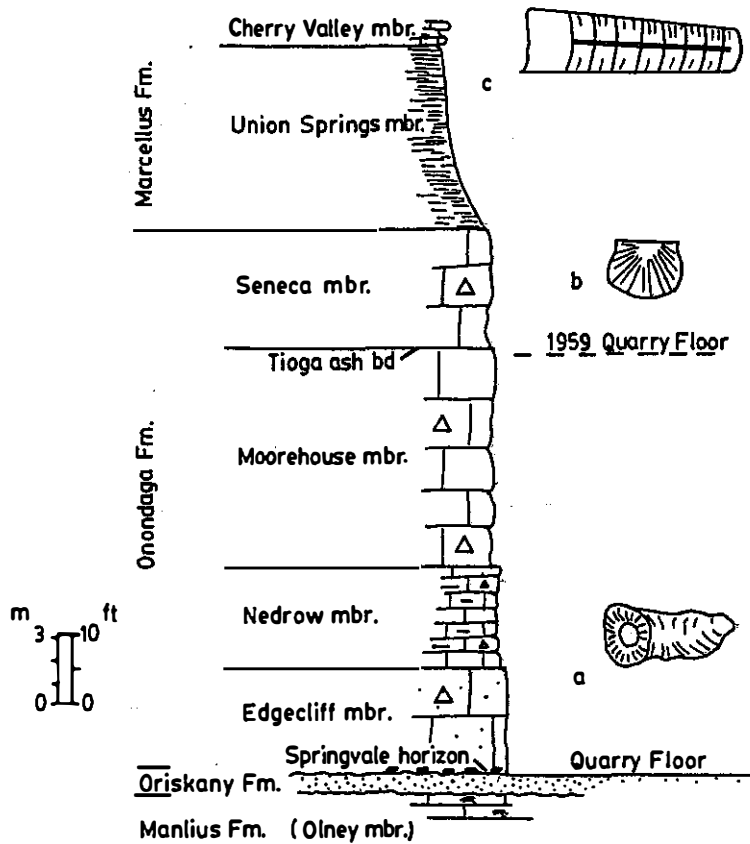 Cherry Valley mbr.
c
Marcellus Fm.
Union Springs mbr.
Seneca mbr.
b
1959 Quarry Floor
Tioga ash bd
Onondaga Fm.
Moorehouse mbr.
m ft
3 10
0 0
Nedrow mbr.
a
Edgecliff mbr.
Springvale horizon
Quarry Floor
Oriskany Fm.
Manlius Fm. (Olney mbr.)